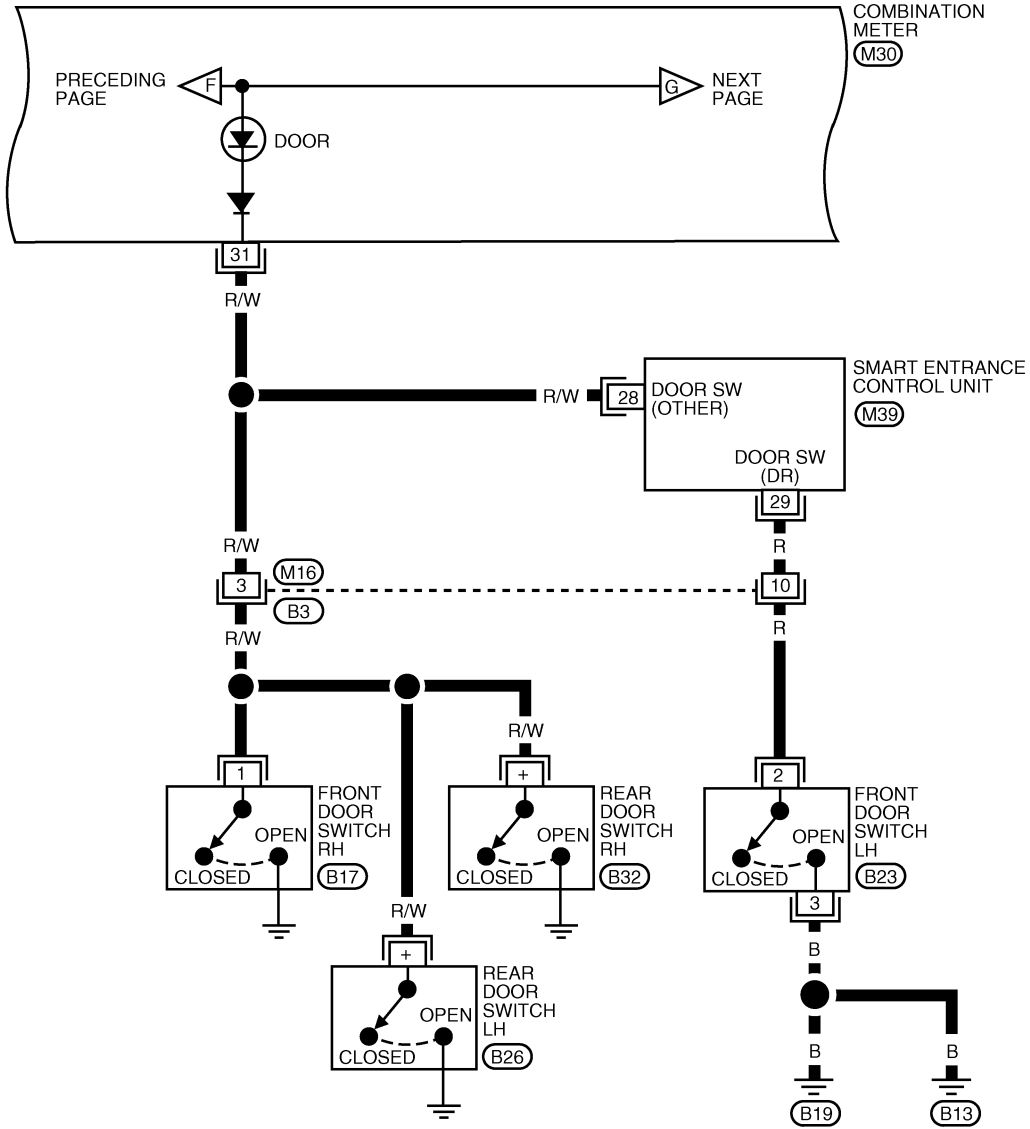 COMBINATION
METER
M30
PRECEDING
PAGE
F
G
NEXT
PAGE
DOOR
31
R/W
SMART ENTRANCE
CONTROL UNIT
M39
R/W
28
DOOR SW
(OTHER)
DOOR SW
(DR)
29
R/W
R
3
M16
10
B3
R/W
R
R/W
1
+
2
FRONT
DOOR
SWITCH
RH
OPEN
CLOSED
B17
REAR
DOOR
SWITCH
RH
OPEN
CLOSED
B32
FRONT
DOOR
SWITCH
LH
OPEN
CLOSED
B23
3
R/W
+
B
REAR
DOOR
SWITCH
LH
OPEN
CLOSED
B26
B
B
B19
B13